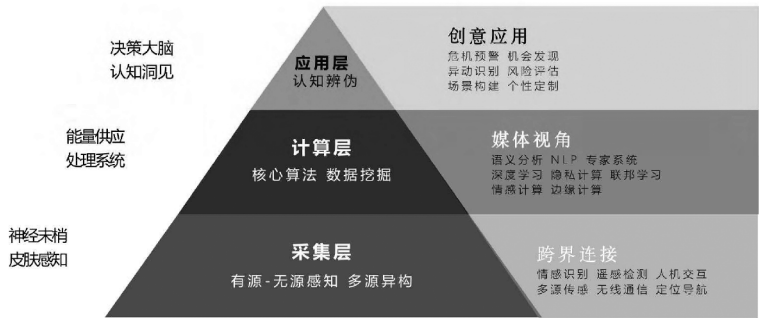 决策大脑
认知洞见
应用层
认知辨伪
创意应用
危机预警 机会发现
异动识别 风险评估
场景构建 个性定制
能量供应
处理系统
计算层
核心算法 数据挖掘
媒体视角
语义分析 NLP 专家系统
深度学习 隐私计算 联邦学习
情感计算 边缘计算
神经末梢
皮肤感知
采集层
有源-无源感知 多源异构
跨界连接
情感识别 遥感检测 人机交互
多源传感 无线通信 定位导航